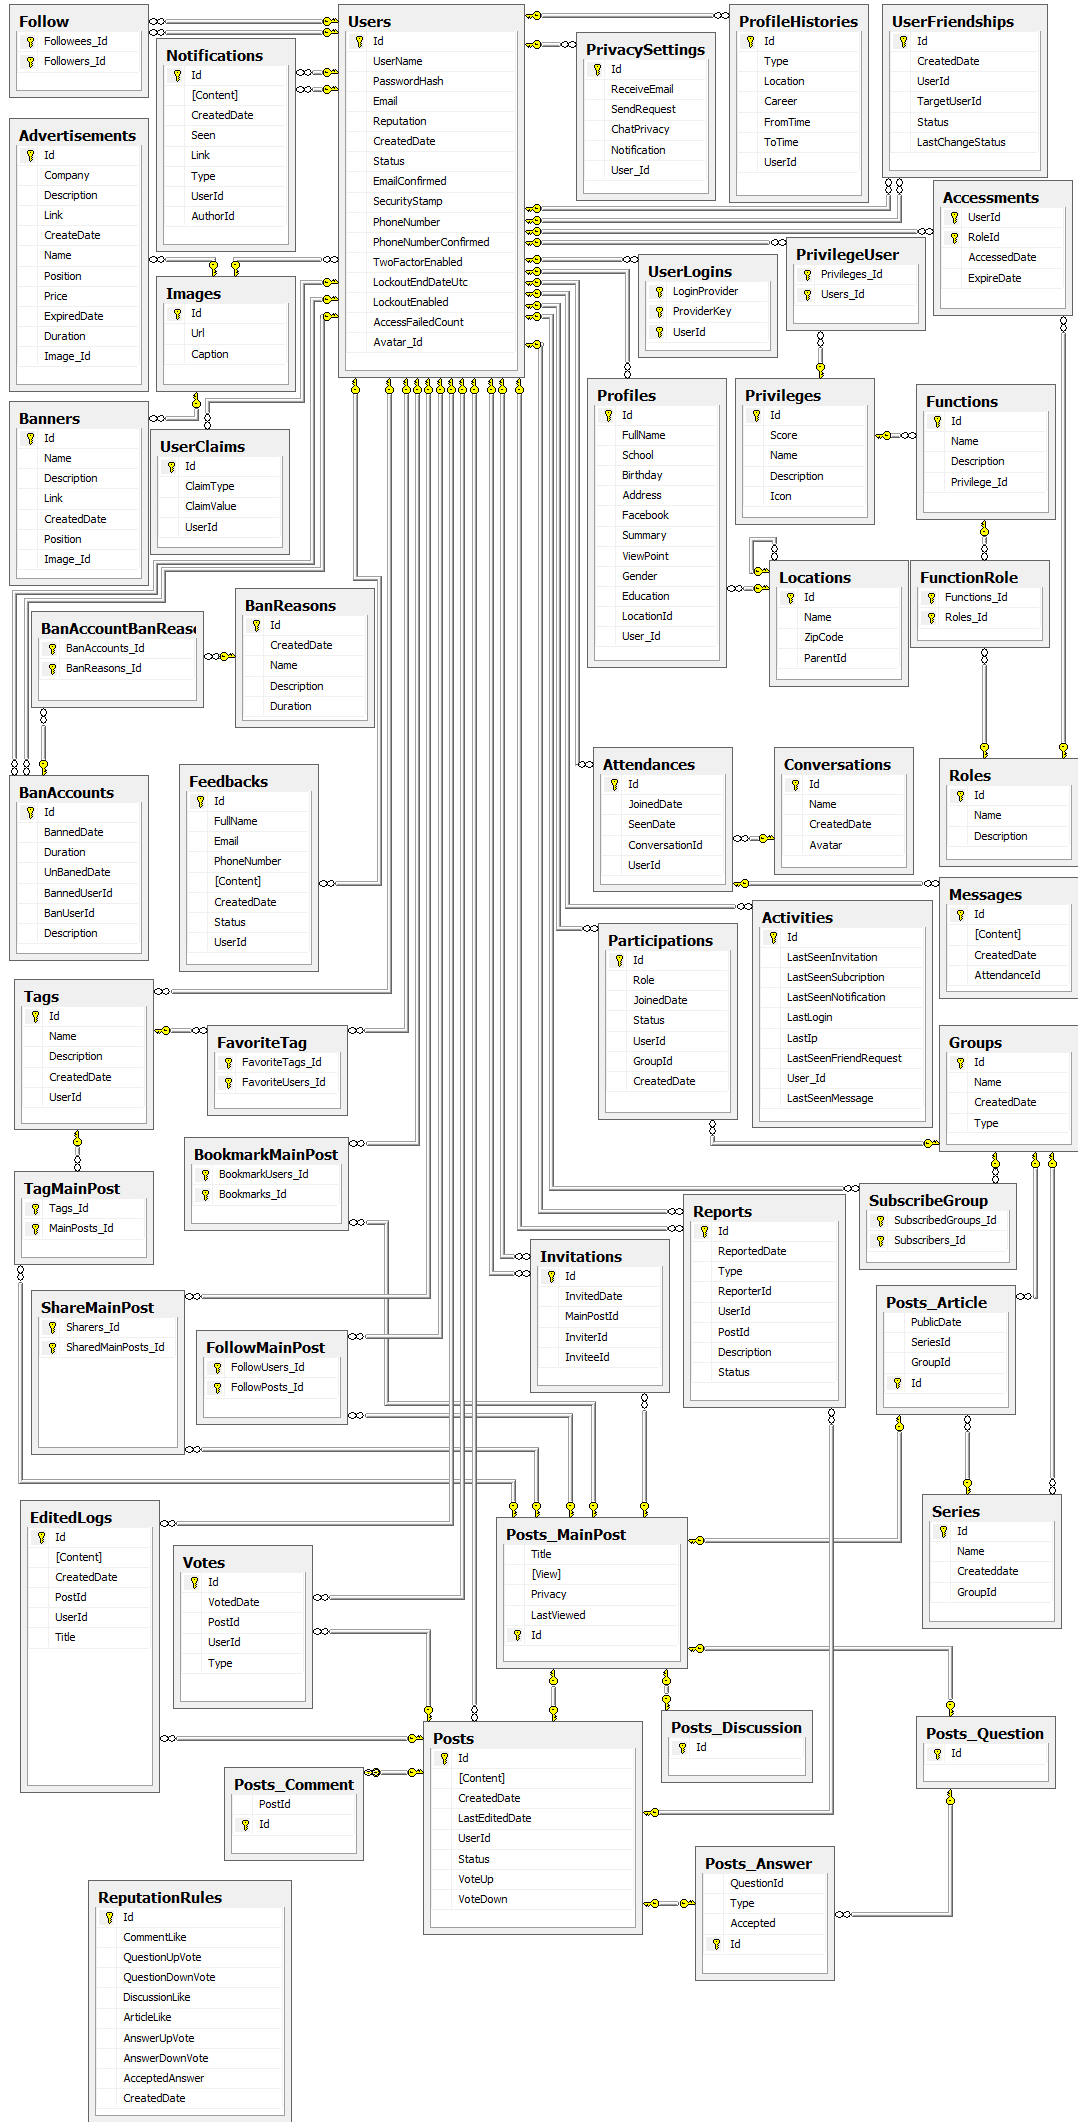 Follow
Followees_Id
Followers_Id
Notifications
Id
[Content]
CreatedDate
Seen
Link
Type
UserId
AuthorId
Users
Id
UserName
PasswordHash
Email
Reputation
CreatedDate
Status
EmailConfirmed
SecurityStamp
PhoneNumber
PhoneNumberConfirmed
TwoFactorEnabled
LockoutEndDateUtc
LockoutEnabled
AccessFailedCount
Avatar_Id
PrivacySettings
Id
ReceiveEmail
SendRequest
ChatPrivacy
Notification
User_Id
ProfileHistories
Id
Type
Location
Career
FromTime
ToTime
UserId
UserFriendships
Id
CreatedDate
UserId
TargetUserId
Status
LastChangeStatus
Advertisements
Id
Company
Description
Link
CreateDate
Name
Position
Price
ExpiredDate
Duration
Image_Id
Images
Id
Url
Caption
UserLogins
LoginProvider
ProviderKey
UserId
PrivilegeUser
Privileges_Id
Users_Id
Accessments
UserId
RoleId
AccessedDate
ExpireDate
Banners
Id
Name
Description
Link
CreatedDate
Position
Image_Id
UserClaims
Id
ClaimType
ClaimValue
UserId
Profiles
Id
FullName
School
Birthday
Address
Facebook
Summary
ViewPoint
Gender
Education
LocationId
User_Id
Privileges
Id
Score
Name
Description
Icon
Functions
Id
Name
Description
Privilege_Id
Locations
Id
Name
ZipCode
ParentId
FunctionRole
Functions_Id
Roles_Id
BanAccountBanReaso
BanAccounts_Id
BanReasons_Id
BanReasons
Id
CreatedDate
Name
Description
Duration
BanAccounts
Id
BannedDate
Duration
UnBanedDate
BannedUserId
BanUserId
Description
Feedbacks
Id
FullName
Email
PhoneNumber
[Content]
CreatedDate
Status
UserId
Attendances
Id
JoinedDate
SeenDate
ConversationId
UserId
Conversations
Id
Name
CreatedDate
Avatar
Roles
Id
Name
Description
Messages
Id
[Content]
CreatedDate
AttendanceId
Activities
Id
LastSeenInvitation
LastSeenSubcription
LastSeenNotification
LastLogin
LastIp
LastSeenFriendRequest
User_Id
LastSeenMessage
Participations
Id
Role
JoinedDate
Status
UserId
GroupId
CreatedDate
Tags
Id
Name
Description
CreatedDate
UserId
FavoriteTag
FavoriteTags_Id
FavoriteUsers_Id
Groups
Id
Name
CreatedDate
Type
BookmarkMainPost
BookmarkUsers_Id
Bookmarks_Id
TagMainPost
Tags_Id
MainPosts_Id
SubscribeGroup
SubscribedGroups_Id
Subscribers_Id
Reports
Id
ReportedDate
Type
ReporterId
UserId
PostId
Description
Status
Invitations
Id
InvitedDate
MainPostId
InviterId
InviteeId
ShareMainPost
Sharers_Id
SharedMainPosts_Id
FollowMainPost
FollowUsers_Id
FollowPosts_Id
Posts_Article
PublicDate
SeriesId
GroupId
Id
EditedLogs
Id
[Content]
CreatedDate
PostId
UserId
Title
Votes
Id
VotedDate
PostId
UserId
Type
Posts_MainPost
Title
[View]
Privacy
LastViewed
Id
Series
Id
Name
Createddate
GroupId
Posts_Discussion
Id
Posts_Question
Id
Posts
Id
[Content]
CreatedDate
LastEditedDate
UserId
Status
VoteUp
VoteDown
Posts_Comment
PostId
Id
Posts_Answer
QuestionId
Type
Accepted
Id
ReputationRules
Id
CommentLike
QuestionUpVote
QuestionDownVote
DiscussionLike
ArticleLike
AnswerUpVote
AnswerDownVote
AcceptedAnswer
CreatedDate